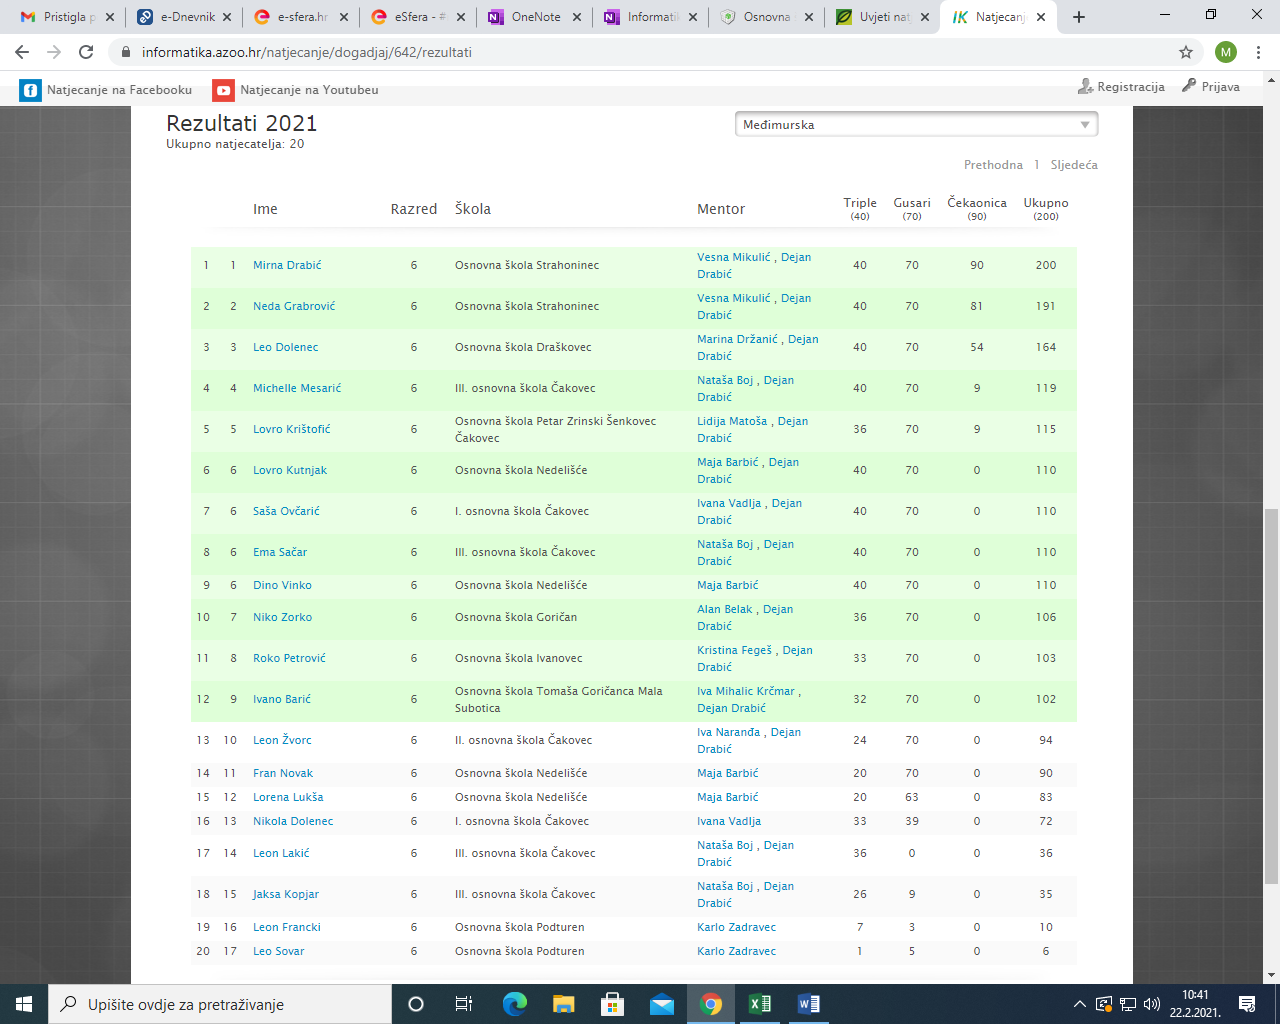 Pristigla p
e-Dnevnik
e-sfera.hr
eSfera - #
OneNote
Informatik
Osnovna
Uvjeti nat
Natjecanj
informatika.azoo.hr/natjecanje/dogadjaj/642/rezultati
M
Natjecanje na Facebooku Natjecanje na Youtubeu Registracija Prijava
Rezultati 2021
Ukupno natjecatelja: 20
Međimurska
Prethodna 1 Sljedeća
Ime Razred Škola Mentor Triple Gusari Čekaonica Ukupno
(40) (70) (90) (200)
1 1 Mirna Drabić 6 Osnovna škola Strahoninec Vesna Mikulić , Dejan 40 70 90 200
Drabić
2 2 Neda Grabrović 6 Osnovna škola Strahoninec Vesna Mikulić , Dejan 40 70 81 191
Drabić
3 3 Leo Dolenec 6 Osnovna škola Draškovec Marina Držanić , Dejan 40 70 54 164
Drabić
4 4 Michelle Mesarić 6 III. osnovna škola Čakovec Nataša Boj , Dejan 40 70 9 119
Drabić
5 5 Lovro Krištofić 6 Osnovna škola Petar Zrinski Šenkovec Lidija Matoša , Dejan 36 70 9 115
Čakovec Drabić
6 6 Lovro Kutnjak 6 Osnovna škola Nedelišće Maja Barbić , Dejan 40 70 0 110
Drabić
7 6 Saša Ovčarić 6 I. osnovna škola Čakovec Ivana Vadlja , Dejan 40 70 0 110
Drabić
8 6 Ema Sačar 6 III. osnovna škola Čakovec Nataša Boj , Dejan 40 70 0 110
Drabić
9 6 Dino Vinko 6 Osnovna škola Nedelišće Maja Barbić 40 70 0 110
10 7 Niko Zorko 6 Osnovna škola Goričan Alan Belak , Dejan 36 70 0 106
Drabić
11 8 Roko Petrović 6 Osnovna škola Ivanovec Kristina Fegeš , Dejan 33 70 0 103
Drabić
12 9 Ivano Barić 6 Osnovna škola Tomaša Goričanca Mala Iva Mihalic Krčmar , 32 70 0 102
Subotica Dejan Drabić
13 10 Leon Žvorc 6 II. osnovna škola Čakovec Iva Naranđa , Dejan 24 70 0 94
Drabić
14 11 Fran Novak 6 Osnovna škola Nedelišće Maja Barbić 20 70 0 90
15 12 Lorena Lukša 6 Osnovna škola Nedelišće Maja Barbić 20 63 0 83
16 13 Nikola Dolenec 6 I. osnovna škola Čakovec Ivana Vadlja 33 39 0 72
17 14 Leon Lakić 6 III. osnovna škola Čakovec Nataša Boj , Dejan 36 0 0 36
Drabić
18 15 Jaksa Kopjar 6 III. osnovna škola Čakovec Nataša Boj , Dejan 26 9 0 35
Drabić
19 16 Leon Francki 6 Osnovna škola Podturen Karlo Zadravec 7 3 0 10
20 17 Leo Sovar 6 Osnovna škola Podturen Karlo Zadravec 1 5 0 6
Upišite ovdje za pretraživanje
10:41
22.2.2021.